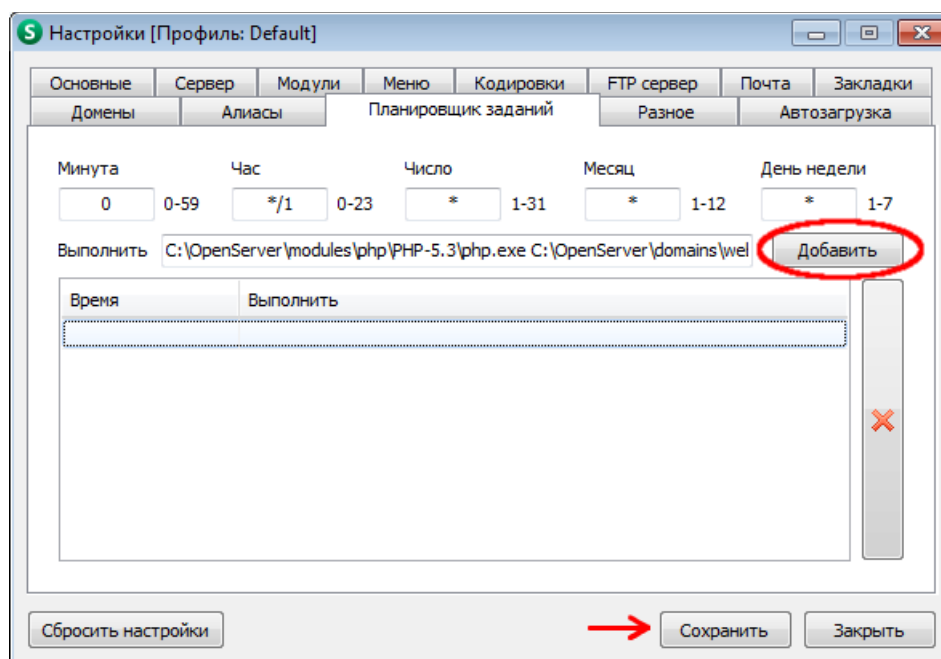 S Настройки [Профиль: Default]
Основные Сервер Модули Меню Кодировки FTP сервер Почта Закладки
Домены Алиасы Планировщик заданий Разное Автозагрузка
Минута Час Число Месяц День недели
0 0-59 */1 0-23 * 1-31 * 1-12 * 1-7
Выполнить C:\OpenServer\modules\php\PHP-5.3\php.exe C:\OpenServer\domains\wel Добавить
Время Выполнить
Сбросить настройки Сохранить Закрыть